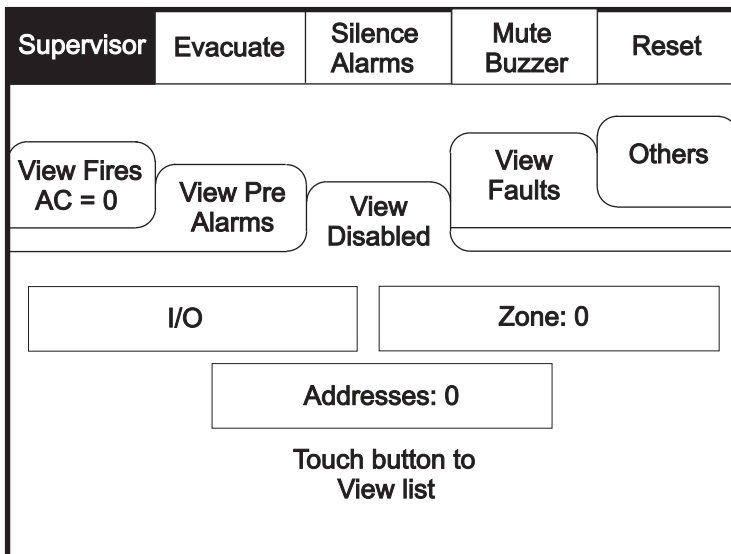 Supervisor
Evacuate
Silence
Alarms
Mute
Buzzer
Reset
View Fires
AC = 0
View Pre
Alarms
View
Disabled
View
Faults
Others
I/O
Zone: 0
Addresses: 0
Touch button to
View list